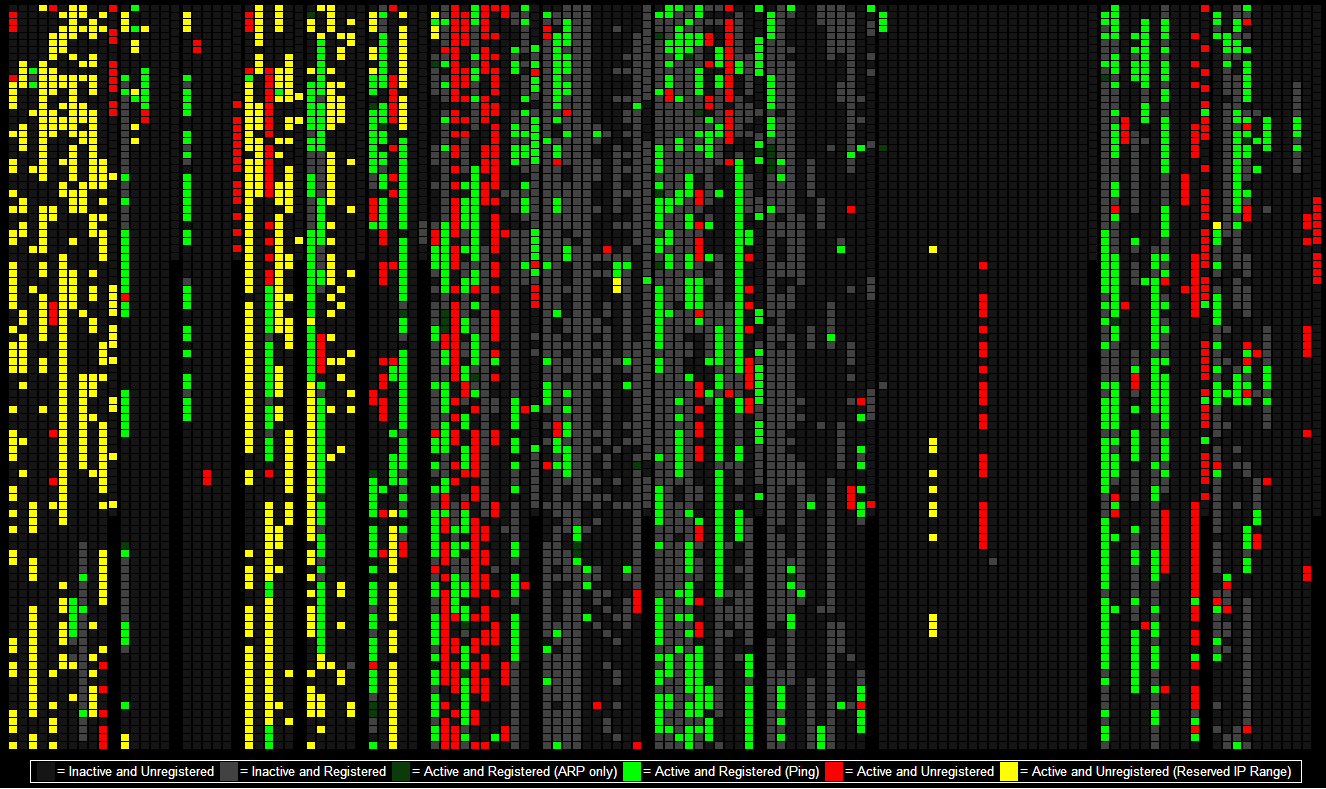 = Inactive and Unregistered = Inactive and Registered = Active and Registered (ARP only) = Active and Registered (Ping) = Active and Unregistered = Active and Unregistered (Reserved IP Range)